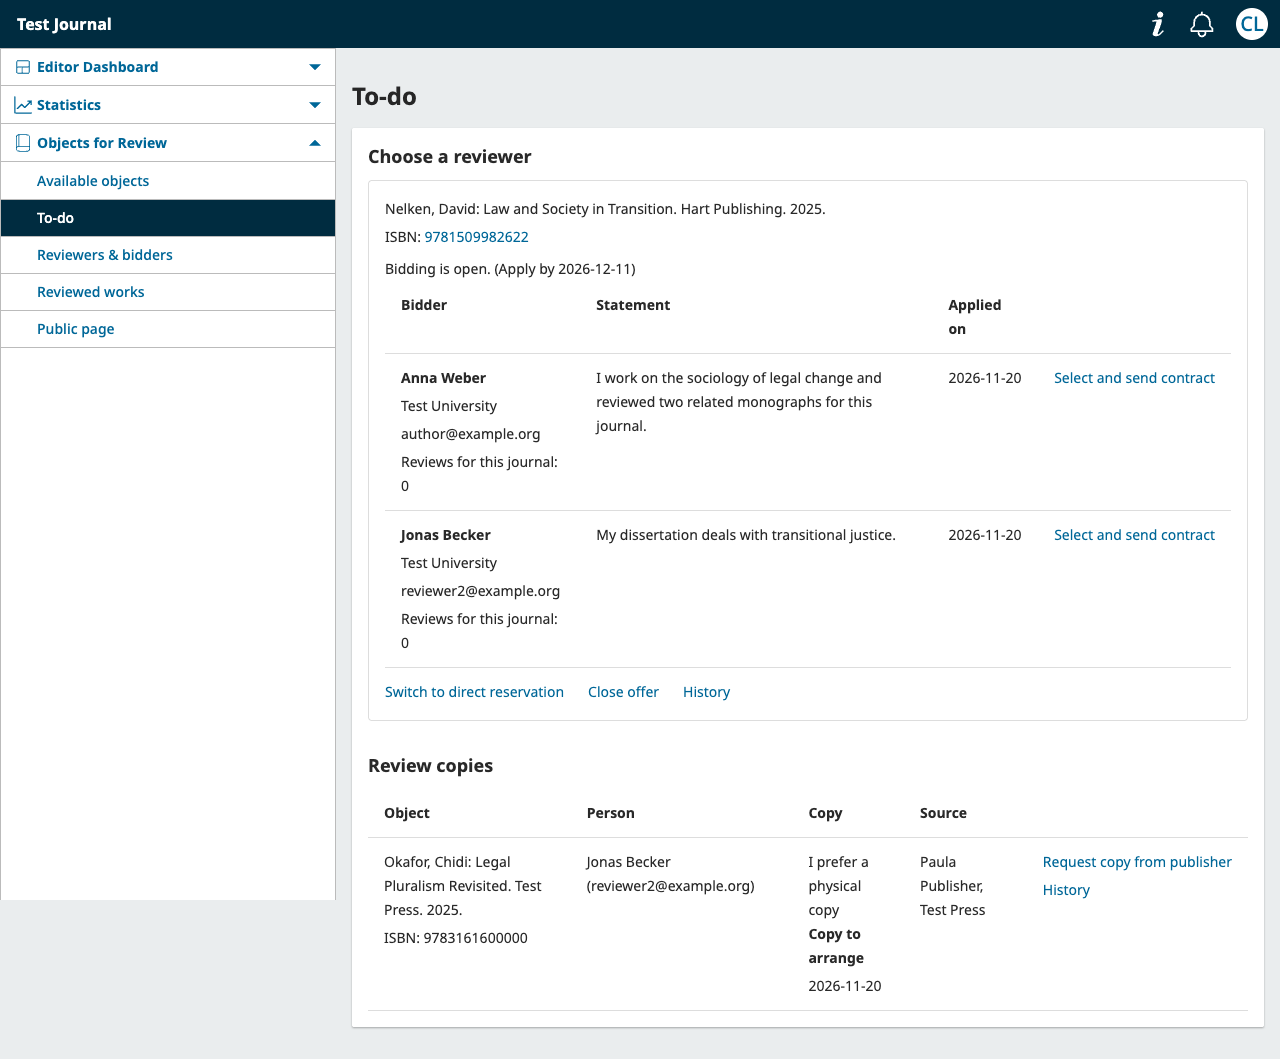 Test Journal
i
CL
Editor Dashboard
Statistics
Objects for Review
Available objects
To-do
Reviewers & bidders
Reviewed works
Public page
To-do
Choose a reviewer
Nelken, David: Law and Society in Transition. Hart Publishing. 2025.
ISBN: 9781509982622
Bidding is open. (Apply by 2026-12-11)
Bidder
Statement
Applied
on
Anna Weber
Test University
author@example.org
Reviews for this journal:
0
I work on the sociology of legal change and
reviewed two related monographs for this
journal.
2026-11-20
Select and send contract
Jonas Becker
Test University
reviewer2@example.org
Reviews for this journal:
0
My dissertation deals with transitional justice.
2026-11-20
Select and send contract
Switch to direct reservation
Close offer
History
Review copies
Object
Person
Copy
Source
Okafor, Chidi: Legal
Pluralism Revisited. Test
Press. 2025.
ISBN: 9783161600000
Jonas Becker
(reviewer2@example.org)
I prefer a
physical
copy
Copy to
arrange
2026-11-20
Paula
Publisher,
Test Press
Request copy from publisher
History